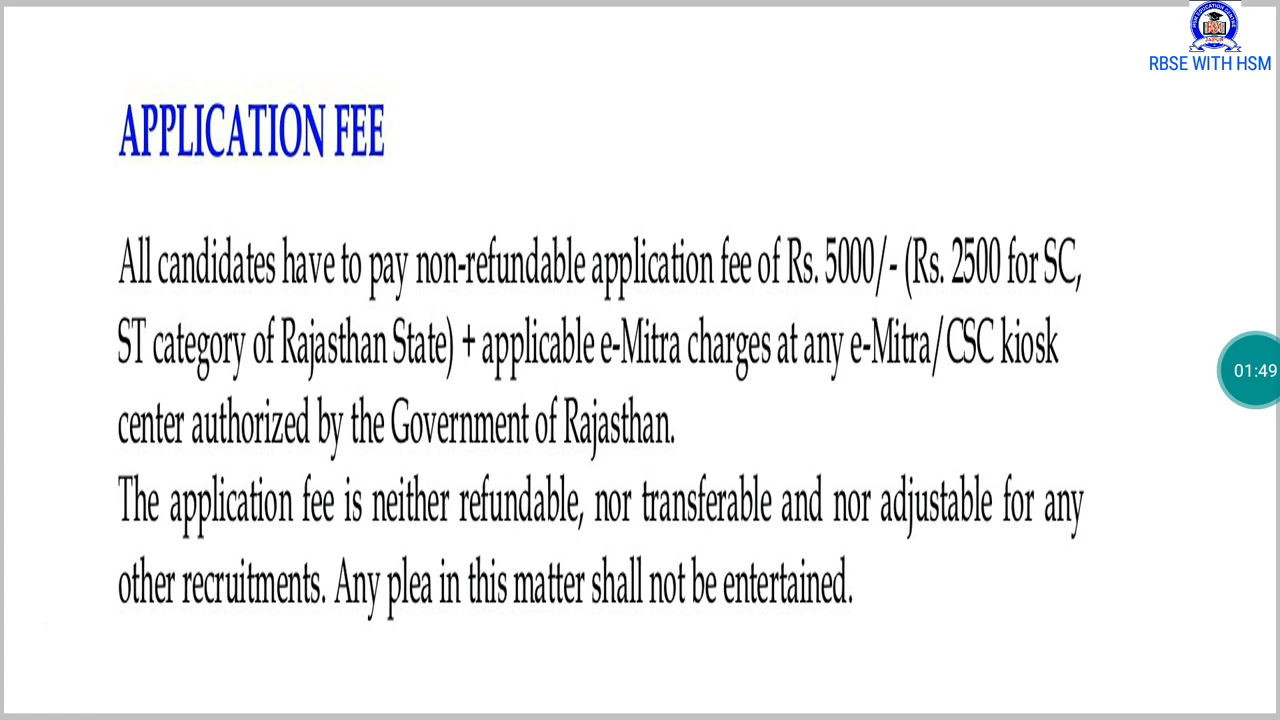 RBSE WITH HSM
APPLICATION FEE
All candidates have to pay non-refundable application fee of Rs. 5000/- (Rs. 2500 for SC,
ST category of Rajasthan State) + applicable e-Mitra charges at any e-Mitra/CSC kiosk
center authorized by the Government of Rajasthan.
The application fee is neither refundable, nor transferable and nor adjustable for any
other recruitments. Any plea in this matter shall not be entertained.
01:49